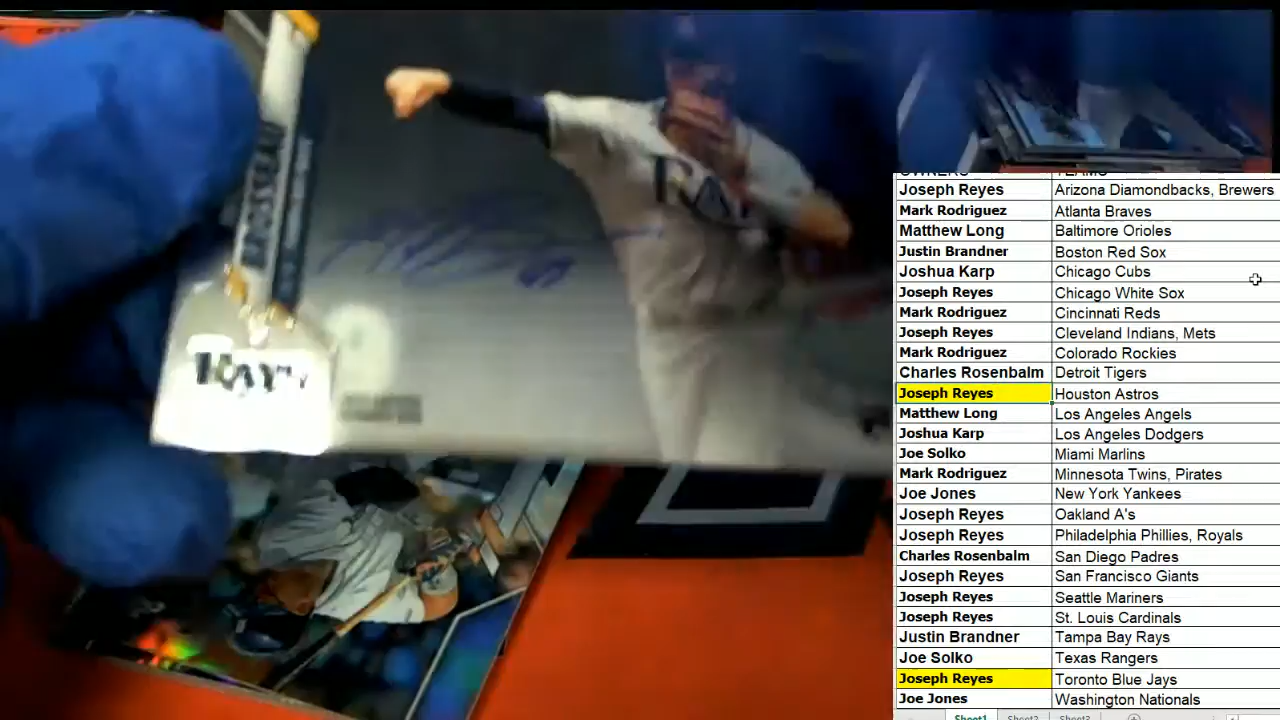 RAY
Rays
OWNERS TEAMS
Joseph Reyes Arizona Diamondbacks, Brewers
Mark Rodriguez Atlanta Braves
Matthew Long Baltimore Orioles
Justin Brandner Boston Red Sox
Joshua Karp Chicago Cubs
Joseph Reyes Chicago White Sox
Mark Rodriguez Cincinnati Reds
Joseph Reyes Cleveland Indians, Mets
Mark Rodriguez Colorado Rockies
Charles Rosenbalm Detroit Tigers
Joseph Reyes Houston Astros
Matthew Long Los Angeles Angels
Joshua Karp Los Angeles Dodgers
Joe Solko Miami Marlins
Mark Rodriguez Minnesota Twins, Pirates
Joe Jones New York Yankees
Joseph Reyes Oakland A's
Joseph Reyes Philadelphia Phillies, Royals
Charles Rosenbalm San Diego Padres
Joseph Reyes San Francisco Giants
Joseph Reyes Seattle Mariners
Joseph Reyes St. Louis Cardinals
Justin Brandner Tampa Bay Rays
Joe Solko Texas Rangers
Joseph Reyes Toronto Blue Jays
Joe Jones Washington Nationals
Sheet1 Sheet2 Sheet3